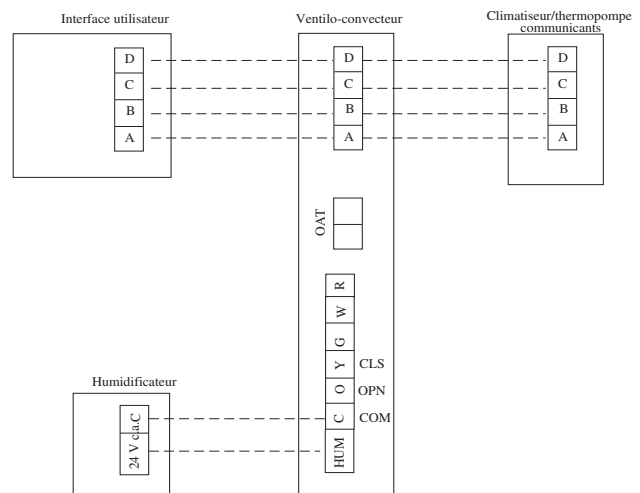 Interface utilisateur
Ventilo-convecteur
Climatiseur/thermopompe
communicants
D
C
B
A
D
C
B
A
D
C
B
A
OAT
R
W
G
Y CLS
O OPN
C COM
HUM
Humidificateur
24 V c.a.C